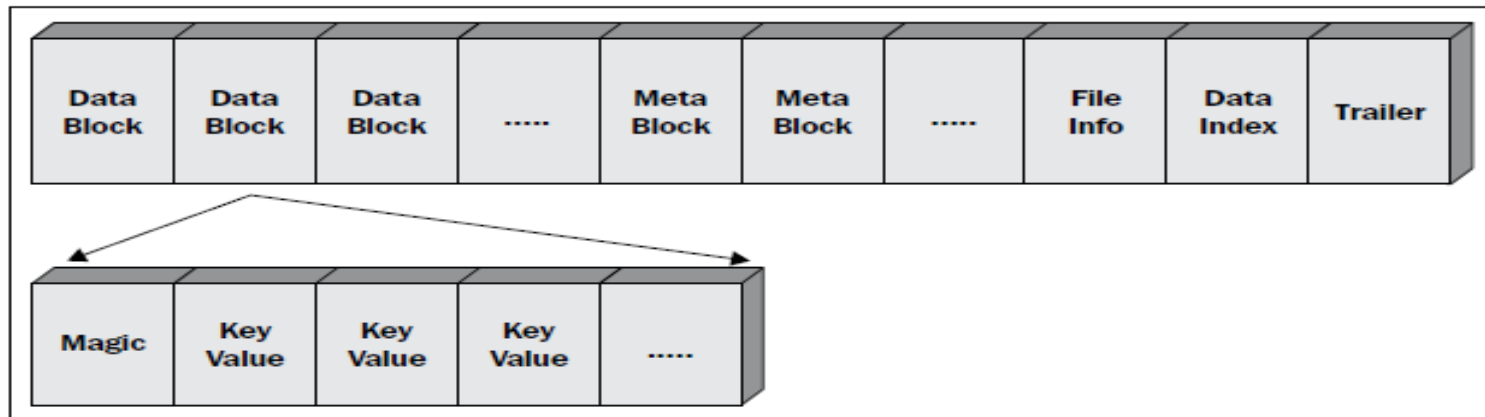 Data Block
Data Block
Data Block
.....
Meta Block
Meta Block
.....
File Info
Data Index
Trailer
Magic
Key Value
Key Value
Key Value
.....